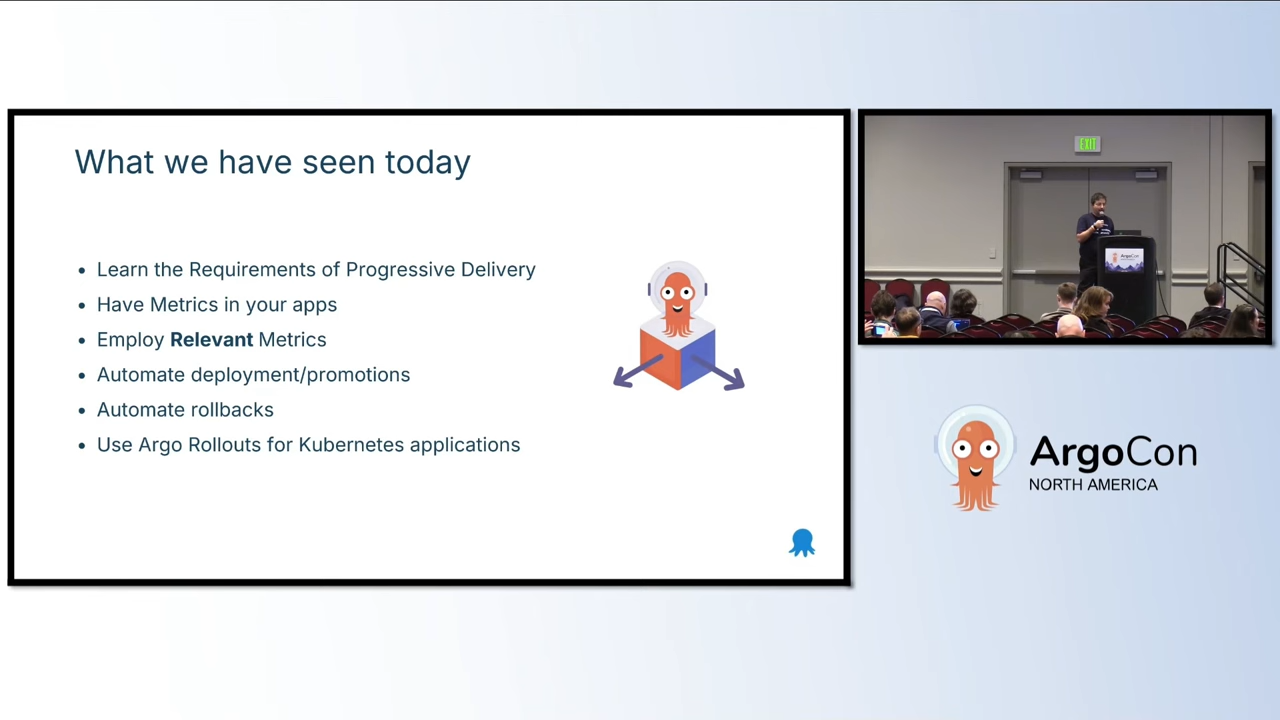 What we have seen today
• Learn the Requirements of Progressive Delivery
• Have Metrics in your apps
• Employ Relevant Metrics
• Automate deployment/promotions
• Automate rollbacks
• Use Argo Rollouts for Kubernetes applications
EXIT
ArgoCon
ArgoCon
NORTH AMERICA